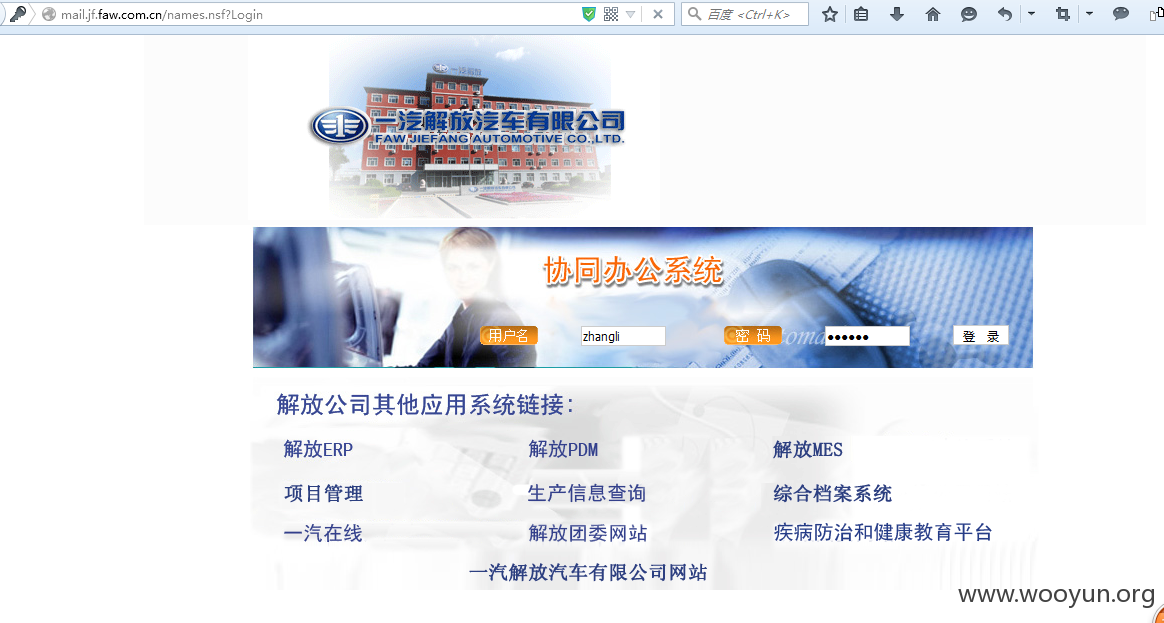 mail.jf.faw.com.cn/names.nsf?Login
百度 <Ctrl+K>
一汽解放
一汽解放汽车有限公司
FAW JIEFANG AUTOMOTIVE CO.,LTD.
协同办公系统
用户名 zhangli 密 码 •••••• 登 录
解放公司其他应用系统链接：
解放ERP 解放PDM 解放MES
项目管理 生产信息查询 综合档案系统
一汽在线 解放团委网站 疾病防治和健康教育平台
一汽解放汽车有限公司网站
www.wooyun.org